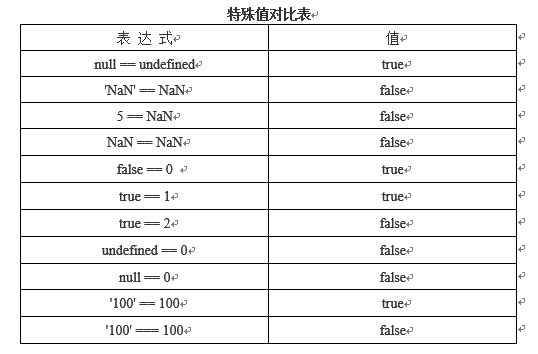 特殊值对比表
表 达 式 值
null == undefined true
'NaN' == NaN false
5 == NaN false
NaN == NaN false
false == 0 true
true == 1 true
true == 2 false
undefined == 0 false
null == 0 false
'100' == 100 true
'100' === 100 false